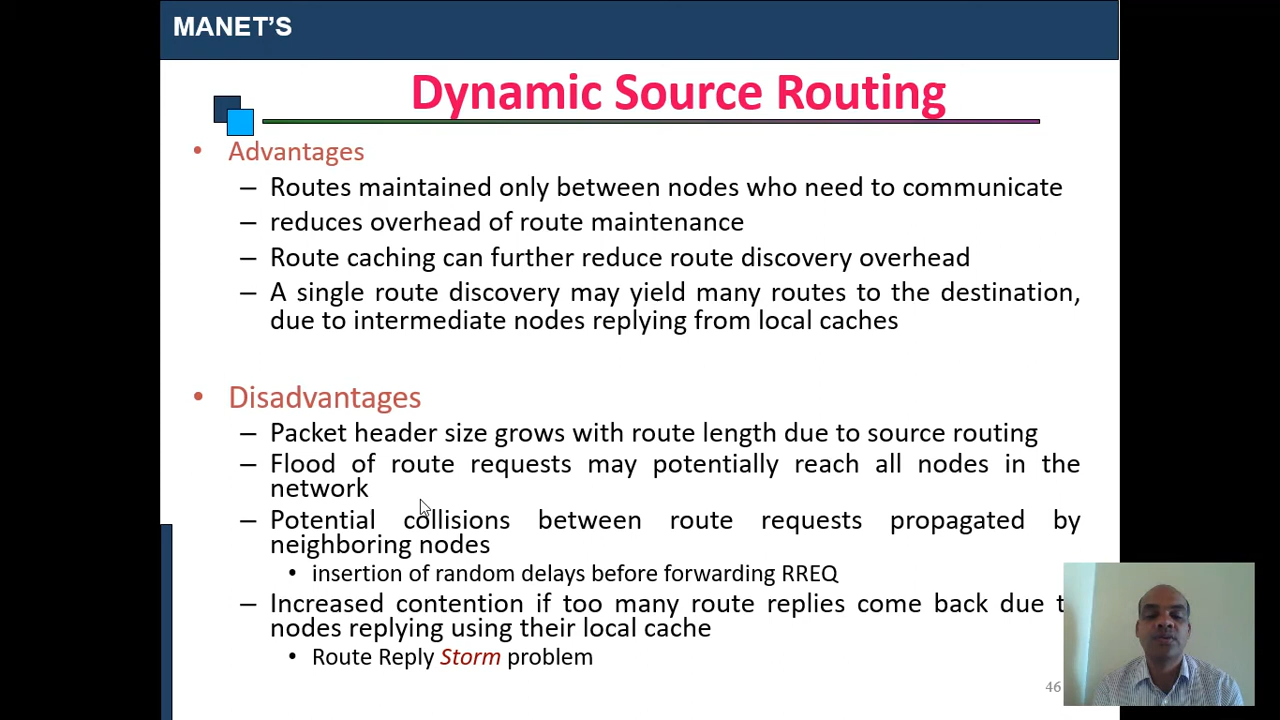 MANET'S
Dynamic Source Routing
• Advantages
– Routes maintained only between nodes who need to communicate
– reduces overhead of route maintenance
– Route caching can further reduce route discovery overhead
– A single route discovery may yield many routes to the destination,
due to intermediate nodes replying from local caches
• Disadvantages
– Packet header size grows with route length due to source routing
– Flood of route requests may potentially reach all nodes in the
network
– Potential collisions between route requests propagated by
neighboring nodes
• insertion of random delays before forwarding RREQ
– Increased contention if too many route replies come back due
nodes replying using their local cache
• Route Reply Storm problem
46